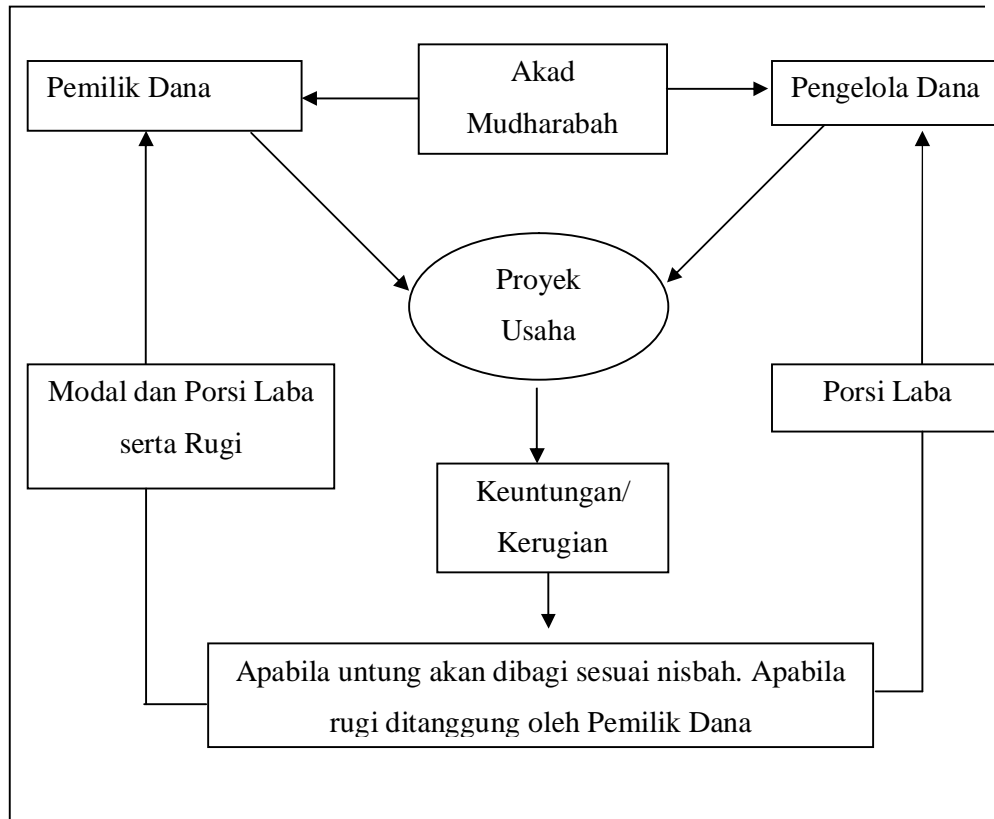 Pemilik Dana
Akad
Mudharabah
Pengelola Dana
Proyek
Usaha
Modal dan Porsi Laba
serta Rugi
Porsi Laba
Keuntungan/
Kerugian
Apabila untung akan dibagi sesuai nisbah. Apabila
rugi ditanggung oleh Pemilik Dana